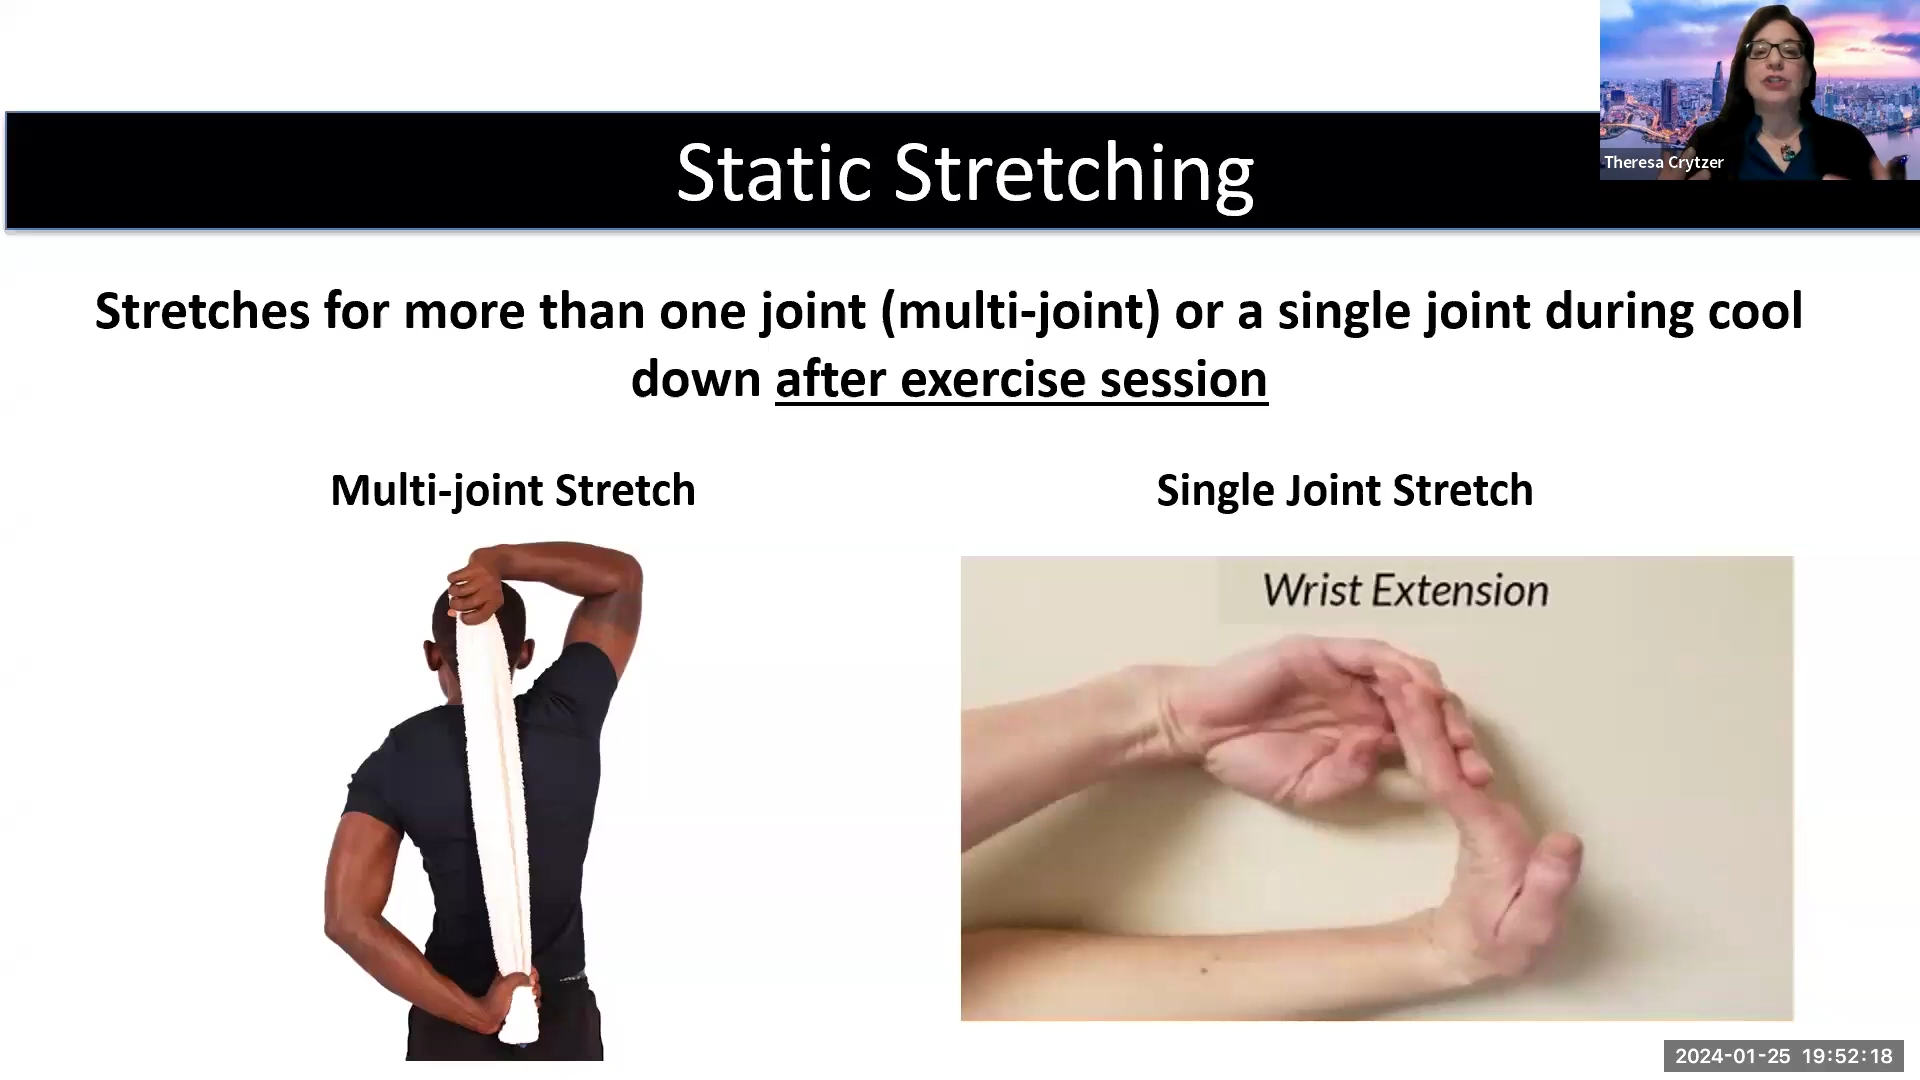 Static Stretching
Theresa Crytzer
Stretches for more than one joint (multi-joint) or a single joint during cool
down after exercise session
Multi-joint Stretch
Single Joint Stretch
Wrist Extension
2024-01-25 19:52:18